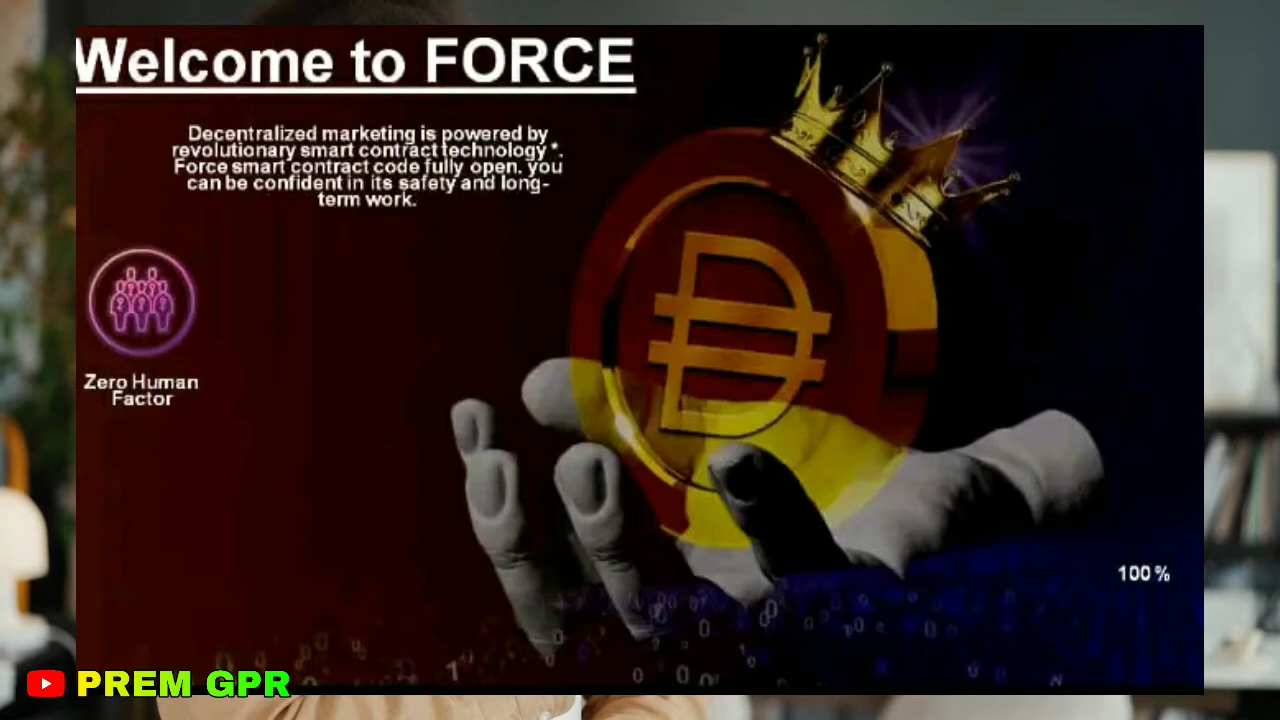 Welcome to FORCE
Decentralized marketing is powered by
revolutionary smart contract technology *.
Force smart contract code fully open. you
can be confident in its safety and long-
term work.
Zero Human
Factor
100 %
PREM GPR